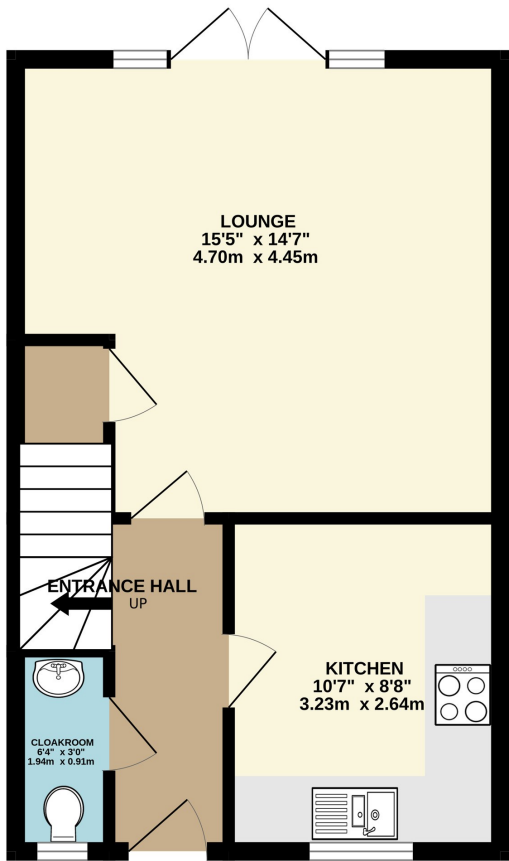 LOUNGE
15'5" x 14'7"
4.70m x 4.45m
ENTRANCE HALL
UP
KITCHEN
10'7" x 8'8"
3.23m x 2.64m
CLOAKROOM
6'4" x 3'0"
1.94m x 0.91m